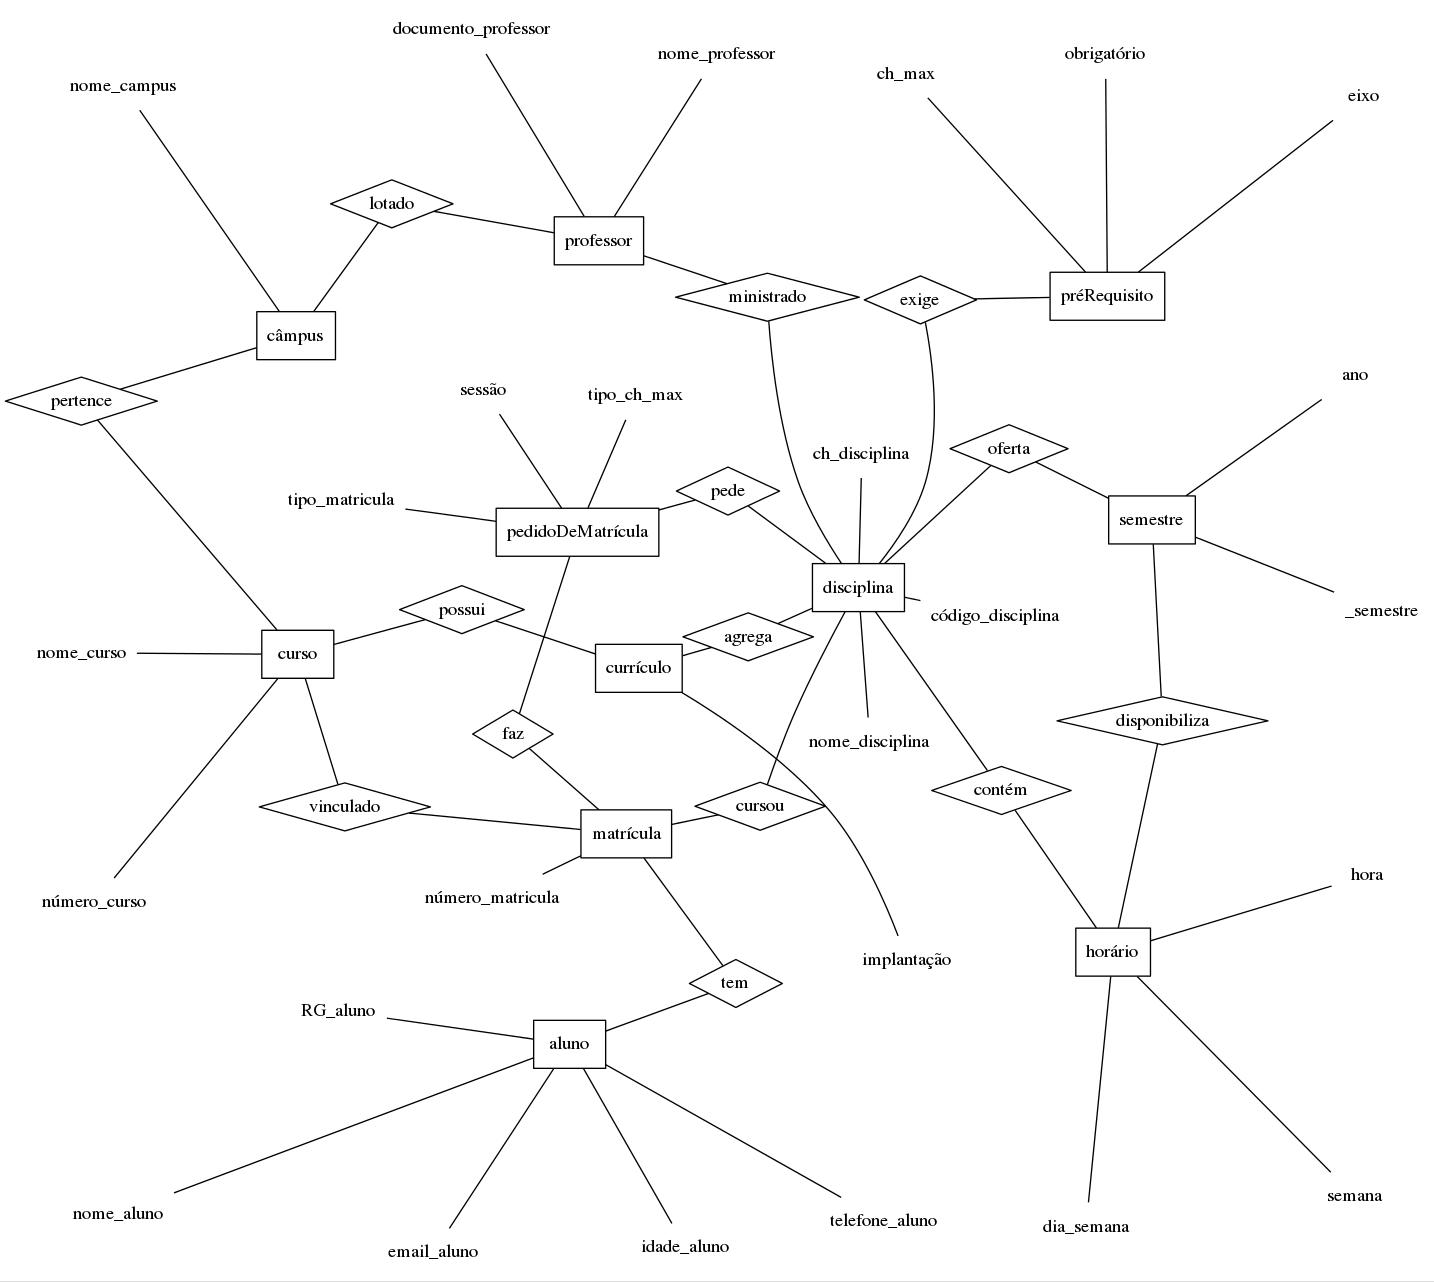 documento_professor
nome_professor
obrigatório
ch_max
nome_campus
eixo
lotado
professor
ministrado
exige
préRequisito
câmpus
ano
sessão
tipo_ch_max
pertence
oferta
ch_disciplina
pede
tipo_matricula
semestre
pedidoDeMatrícula
disciplina
possui
_semestre
código_disciplina
agrega
nome_curso
curso
currículo
disponibiliza
faz
nome_disciplina
contém
vinculado
cursou
matrícula
hora
número_matricula
número_curso
horário
implantação
tem
RG_aluno
aluno
semana
nome_aluno
telefone_aluno
dia_semana
idade_aluno
email_aluno